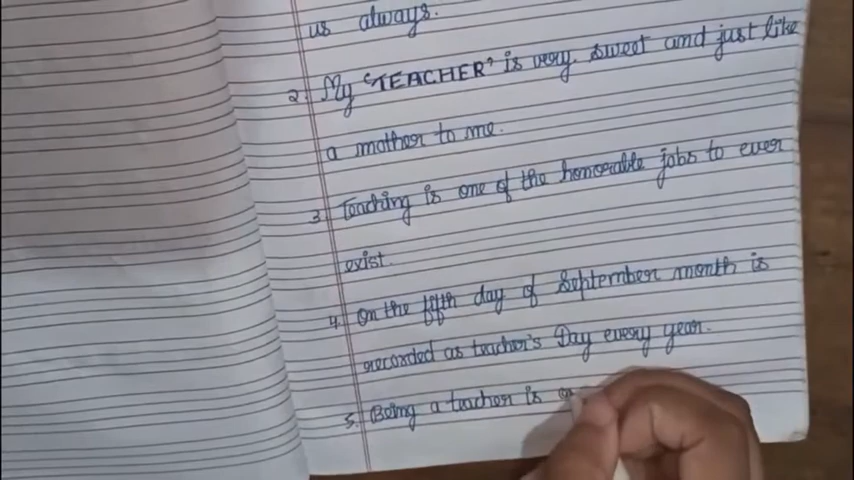 us always.
2. My "TEACHER" is very sweet and just like
a mother to me.
3. Teaching is one of the honorable jobs to ever
exist.
4. On the fifth day of September month is
recorded as teacher's Day every year.
5. Being a teacher is